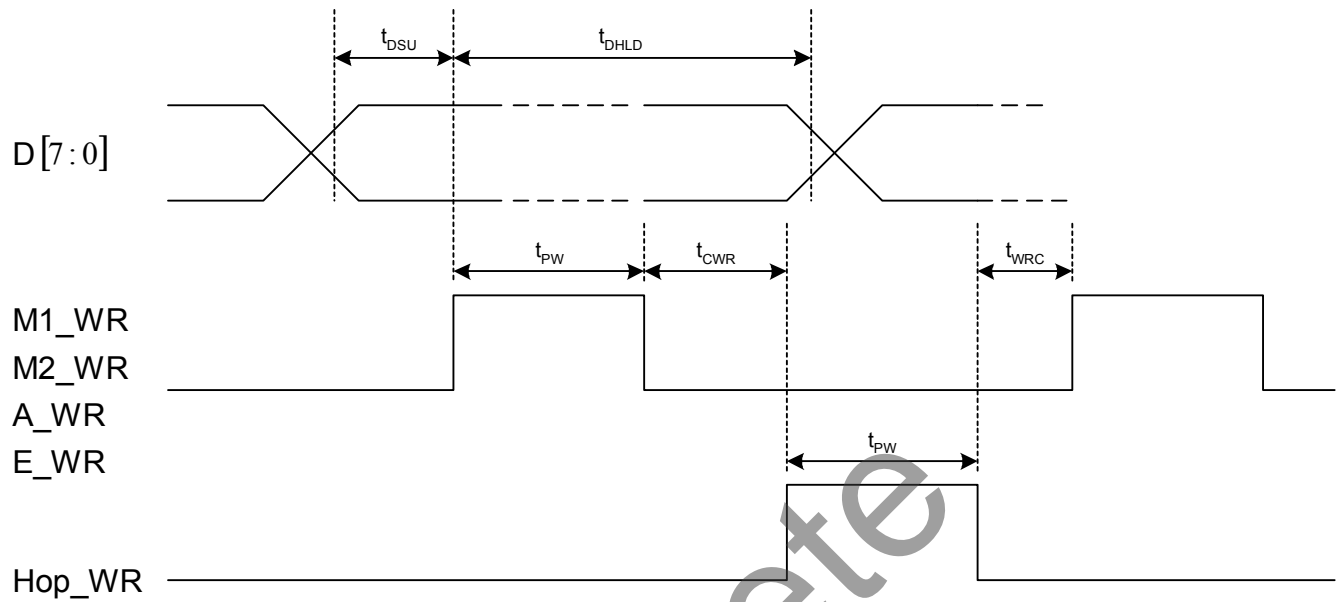 tDSU tDHLD
D[7:0]
tPW tCWR tWRC
M1_WR
M2_WR
A_WR
E_WR
tPW
Hop_WR